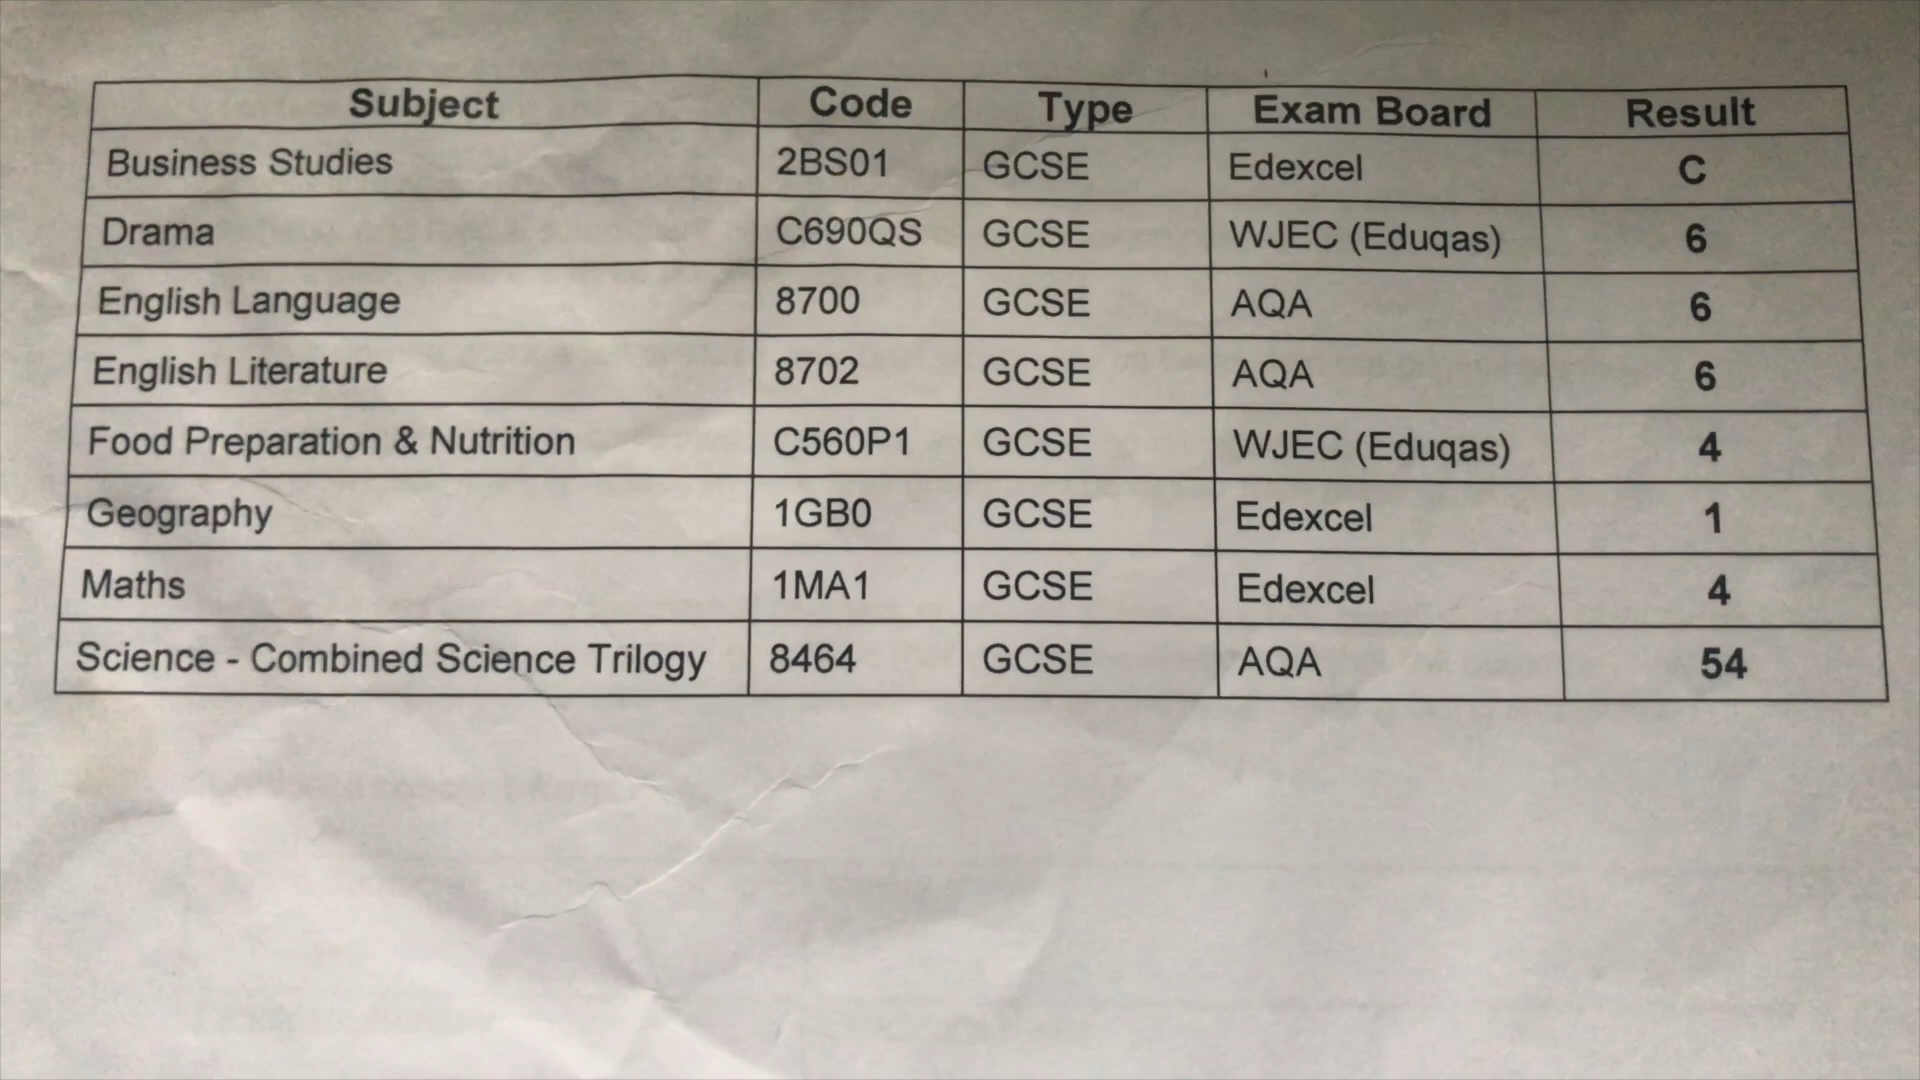 Subject Code Type Exam Board Result
Business Studies 2BS01 GCSE Edexcel C
Drama C690QS GCSE WJEC (Eduqas) 6
English Language 8700 GCSE AQA 6
English Literature 8702 GCSE AQA 6
Food Preparation & Nutrition C560P1 GCSE WJEC (Eduqas) 4
Geography 1GB0 GCSE Edexcel 1
Maths 1MA1 GCSE Edexcel 4
Science - Combined Science Trilogy 8464 GCSE AQA 54